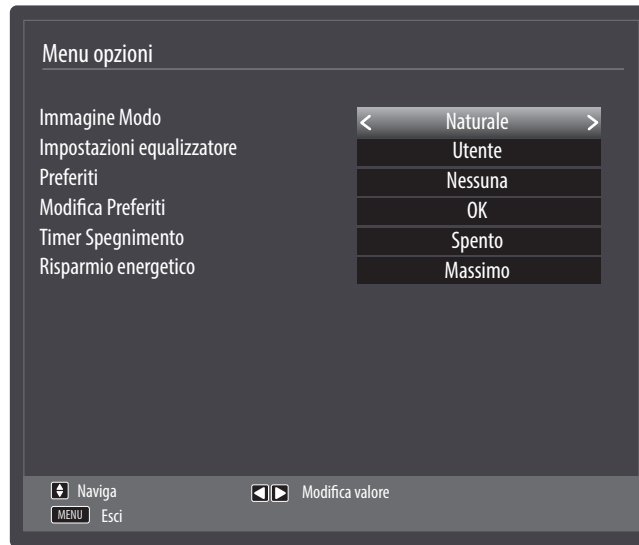 Menu opzioni
Immagine Modo < Naturale >
Impostazioni equalizzatore Utente
Preferiti Nessuna
Modifica Preferiti OK
Timer Spegnimento Spento
Risparmio energetico Massimo
Naviga Modifica valore
MENU Esci